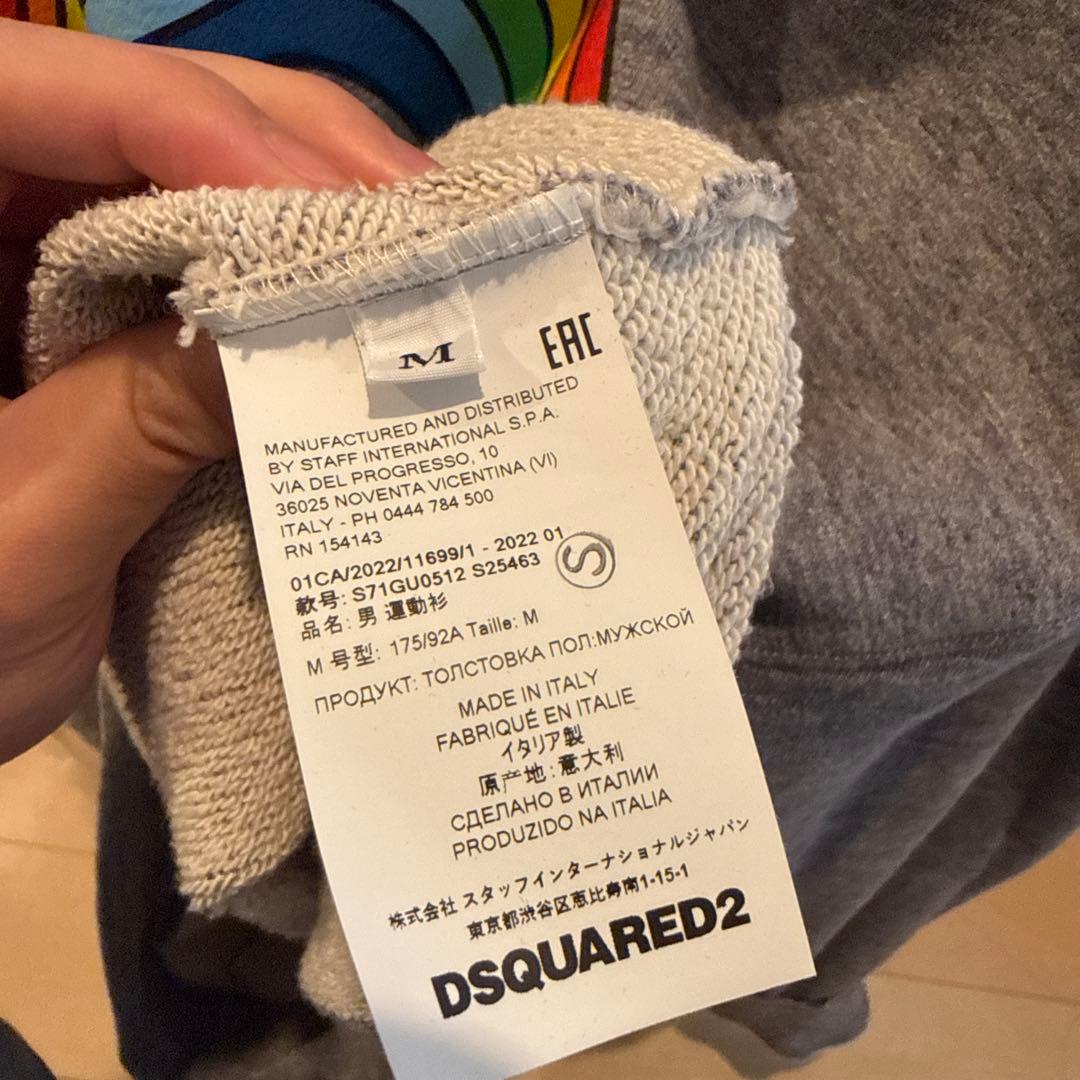 M
EAC
MANUFACTURED AND DISTRIBUTED
BY STAFF INTERNATIONAL S.P.A.
VIA DEL PROGRESSO, 10
36025 NOVENTA VICENTINA (VI)
ITALY - PH 0444 784 500
RN 154143
01CA/2022/11699/1 - 2022 01
款号: S71GU0512 S25463
S
品名: 男 運動衫
M 号型: 175/92A Taille: M
ПРОДУКТ: ТОЛСТОВКА ПОЛ:МУЖСКОЙ
MADE IN ITALY
FABRIQUÉ EN ITALIE
イタリア製
原产地: 意大利
СДЕЛАНО В ИТАЛИИ
PRODUZIDO NA ITALIA
株式会社 スタッフインターナショナルジャパン
東京都渋谷区恵比寿南1-15-1
DSQUARED2